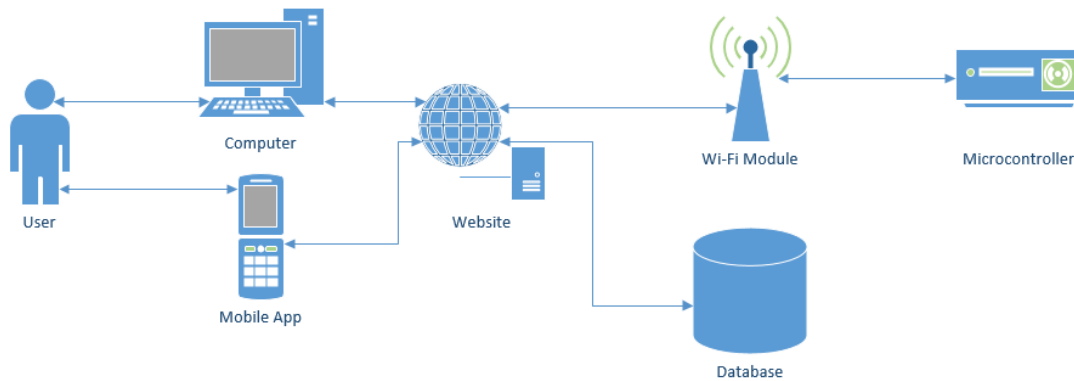 Computer
Wi-Fi Module
Microcontroller
User
Website
Mobile App
Database